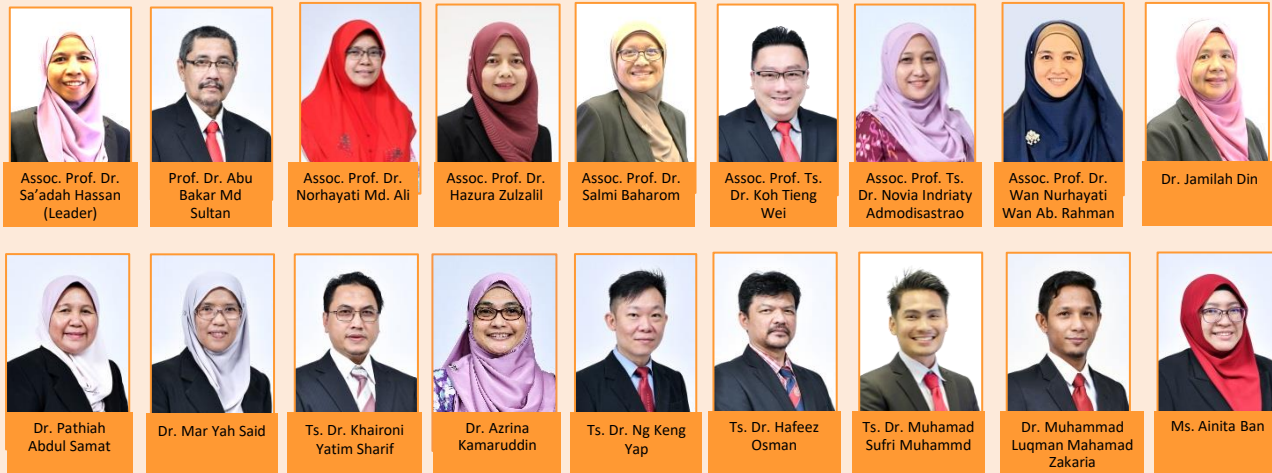 Assoc. Prof. Dr.
Sa’adah Hassan
(Leader)
Prof. Dr. Abu
Bakar Md
Sultan
Assoc. Prof. Dr.
Norhayati Md. Ali
Assoc. Prof. Dr.
Hazura Zulzalil
Assoc. Prof. Dr.
Salmi Baharom
Assoc. Prof. Ts.
Dr. Koh Tieng
Wei
Assoc. Prof. Ts.
Dr. Novia Indriaty
Admodisastrao
Assoc. Prof. Dr.
Wan Nurhayati
Wan Ab. Rahman
Dr. Jamilah Din
Dr. Pathiah
Abdul Samat
Dr. Mar Yah Said
Ts. Dr. Khaironi
Yatim Sharif
Dr. Azrina
Kamaruddin
Ts. Dr. Ng Keng
Yap
Ts. Dr. Hafeez
Osman
Ts. Dr. Muhamad
Sufri Muhammd
Dr. Muhammad
Luqman Mahamad
Zakaria
Ms. Ainita Ban